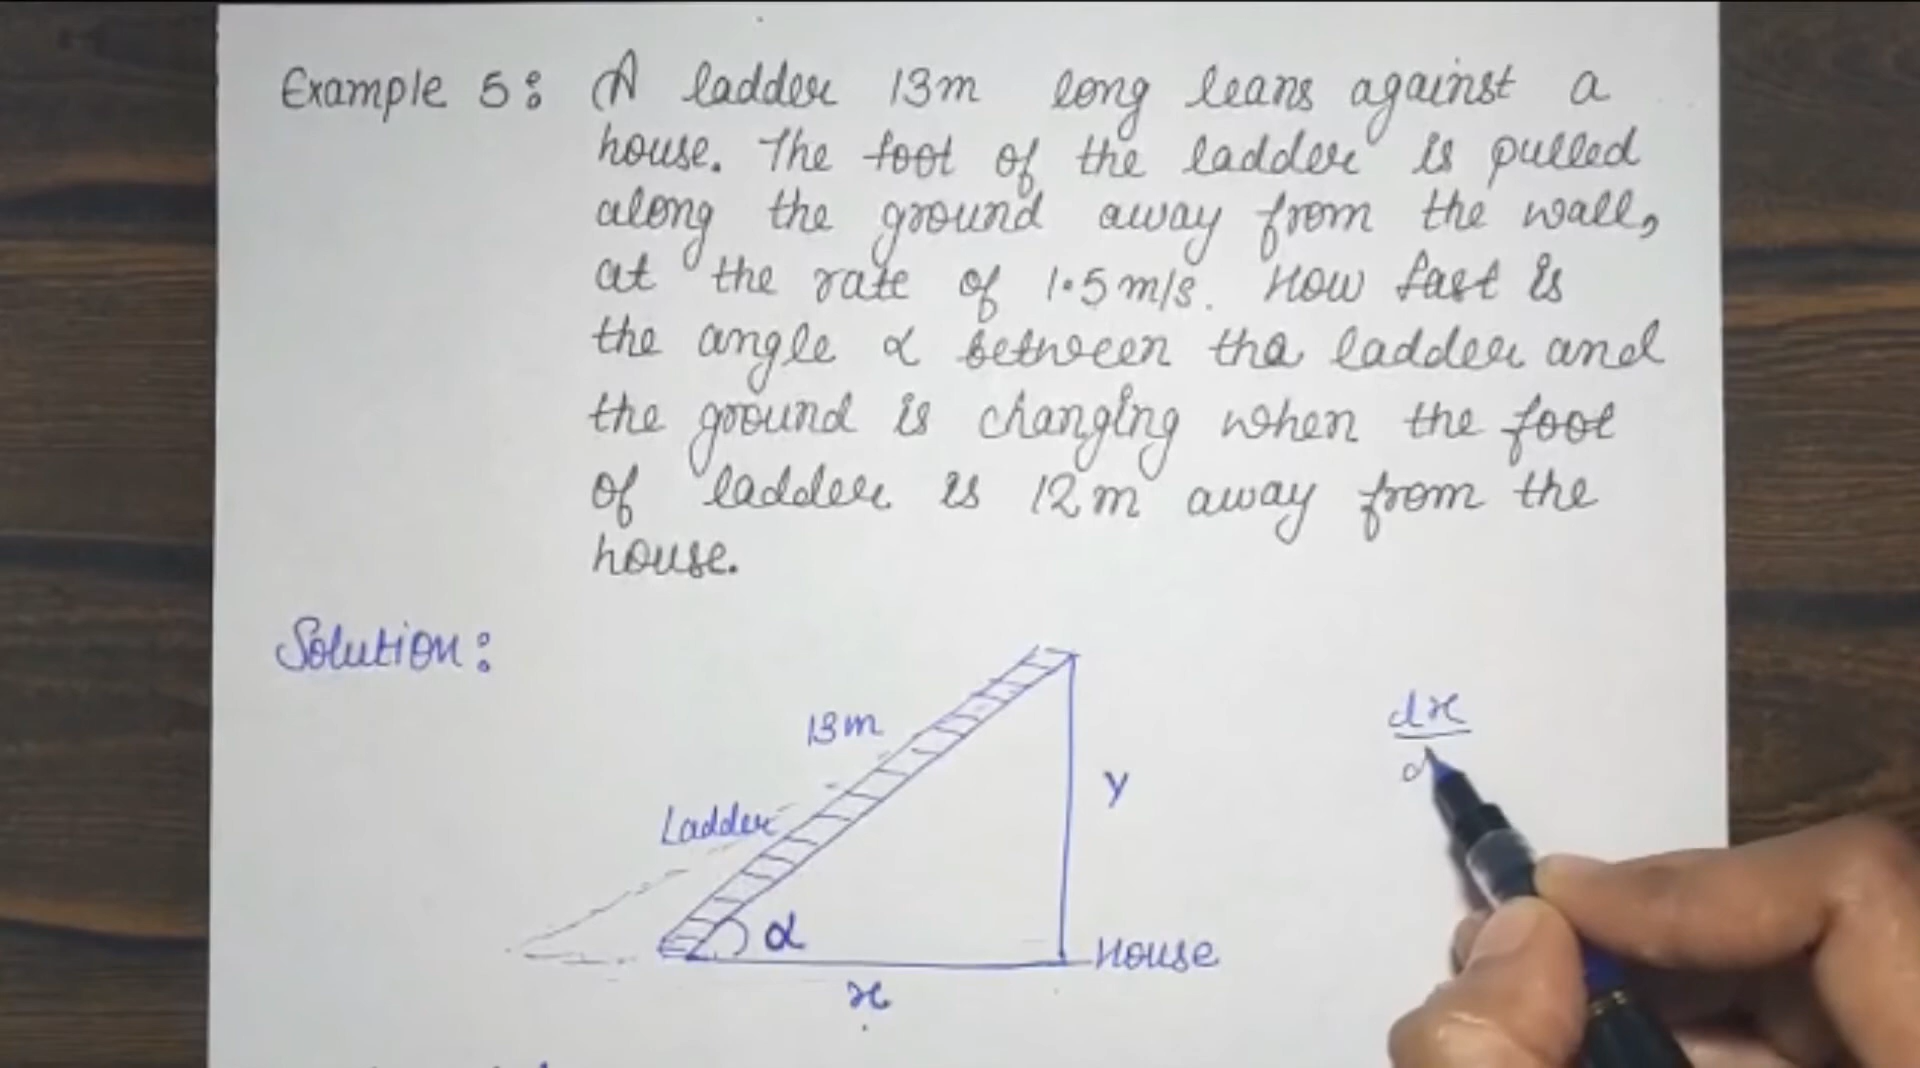 Example 5: A ladder 13m long leans against a
house. The foot of the ladder is pulled
along the ground away from the wall,
at the rate of 1.5 m/s. How fast is
the angle α between the ladder and
the ground is changing when the foot
of ladder is 12 m away from the
house.
Solution:
13m
dx
d
y
Ladder
α
House
x